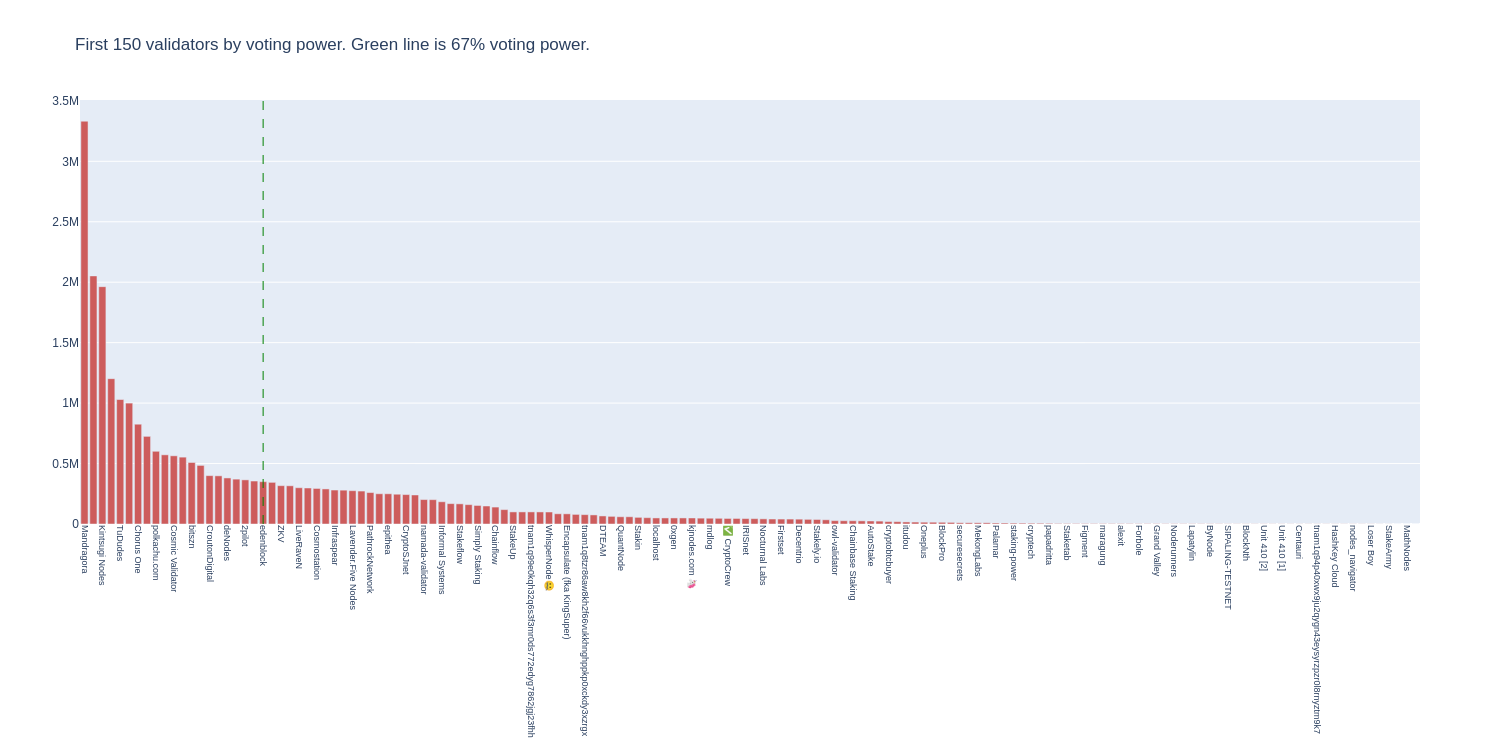 First 150 validators by voting power. Green line is 67% voting power.
3.5M
3M
2.5M
2M
1.5M
1M
0.5M
0
Mandragora
Kintsugi Nodes
TuDudes
Chorus One
polkachu.com
Cosmic Validator
bitszn
CroutonDigital
deNodes
2pilot
edenblock
ZKV
LiveRaveN
Cosmostation
Infraspear
Lavender.Five Nodes
PathrockNetwork
epithea
CryptoSJnet
namada-validator
Informal Systems
Stakeflow
Simply Staking
Chainflow
StakeUp
WhisperNode 🤐
Encapsulate (fka KingSuper)
DTEAM
QuantNode
Stakin
localhost
0xgen
kjnodes.com 🦄
mdlog
✅ CryptoCrew
IRISnet
Nocturnal Labs
Firstset
Decentrio
Stakely.io
owl-validator
Chainbase Staking
AutoStake
cryptobtcbuyer
itudou
Oneplus
BlockPro
securesecrets
MekongLabs
Palamar
staking-power
cryptech
papadritta
Staketab
Figment
maragung
alexit
Forbole
Grand Valley
Noderunners
Lapatylin
ByNode
SIPALING-TESTNET
BlockNth
Unit 410 [2]
Unit 410 [1]
Centauri
HashKey Cloud
nodes_navigator
Loser Boy
StakeArmy
MathNodes